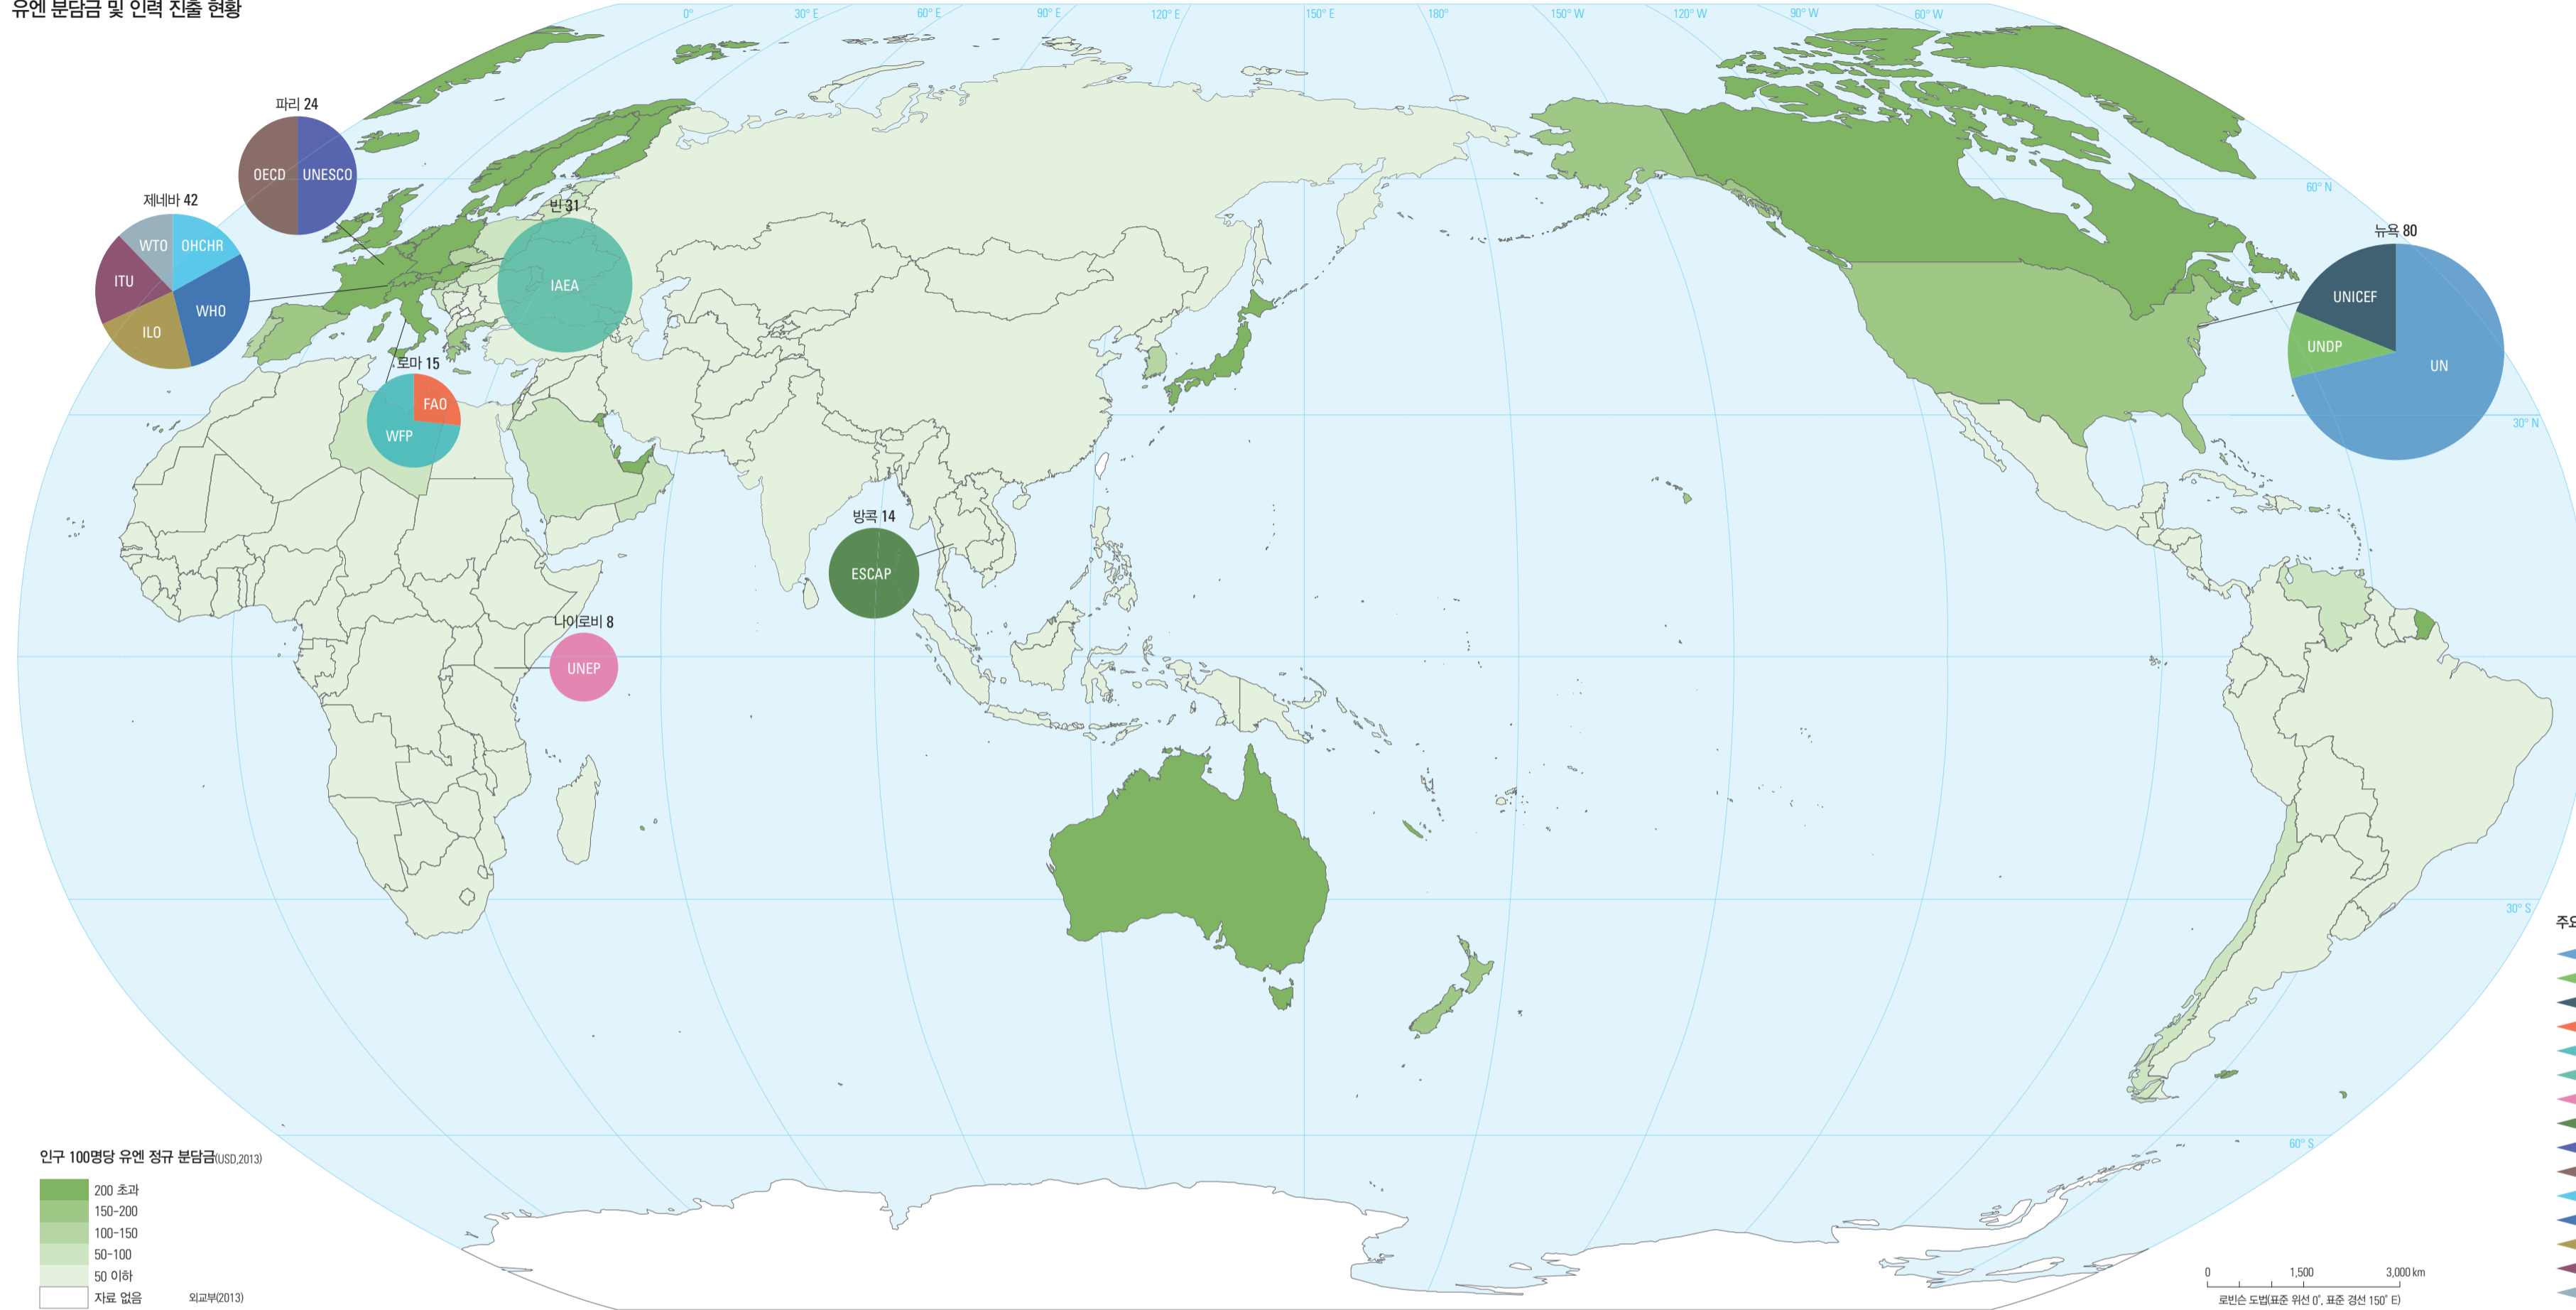 유엔 분담금 및 인력 진출 현황
0°
30° E
60° E
90° E
120° E
150° E
180°
150° W
120° W
90° W
60° W
파리 24
OECD
UNESCO
60° N
제네바 42
WTO
OHCHR
ITU
WHO
ILO
빈 31
IAEA
뉴욕 80
UNICEF
UNDP
UN
로마 15
FAO
WFP
30° N
방콕 14
ESCAP
나이로비 8
UNEP
30° S
주요
60° S
인구 100명당 유엔 정규 분담금(USD,2013)
200 초과
150-200
100-150
50-100
50 이하
자료 없음
외교부(2013)
0 1,500 3,000 km
로빈슨 도법(표준 위선 0°, 표준 경선 150° E)